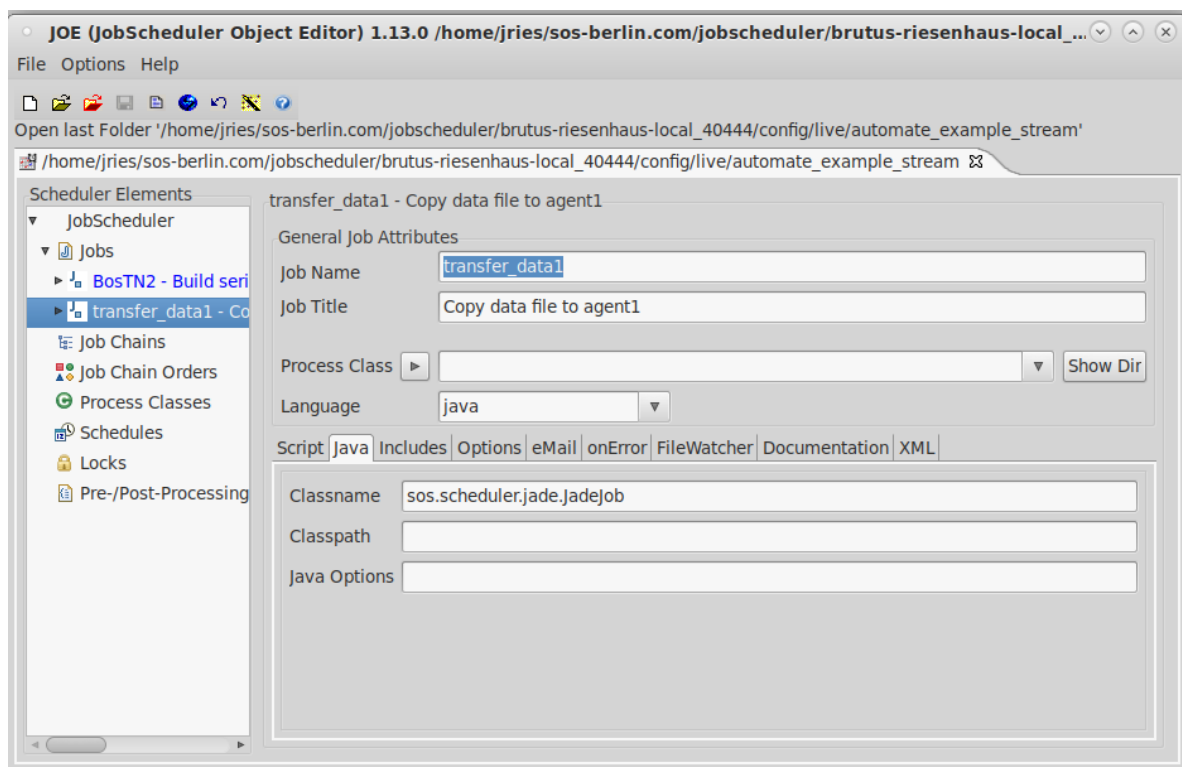 JOE (JobScheduler Object Editor) 1.13.0 /home/jries/sos-berlin.com/jobscheduler/brutus-riesenhaus-local_...
File Options Help
Open last Folder '/home/jries/sos-berlin.com/jobscheduler/brutus-riesenhaus-local_40444/config/live/automate_example_stream'
/home/jries/sos-berlin.com/jobscheduler/brutus-riesenhaus-local_40444/config/live/automate_example_stream
Scheduler Elements
JobScheduler
Jobs
BosTN2 - Build seri
transfer_data1 - Co
Job Chains
Job Chain Orders
Process Classes
Schedules
Locks
Pre-/Post-Processing
transfer_data1 - Copy data file to agent1
General Job Attributes
Job Name transfer_data1
Job Title Copy data file to agent1
Process Class Show Dir
Language java
Script Java Includes Options eMail onError FileWatcher Documentation XML
Classname sos.scheduler.jade.JadeJob
Classpath
Java Options